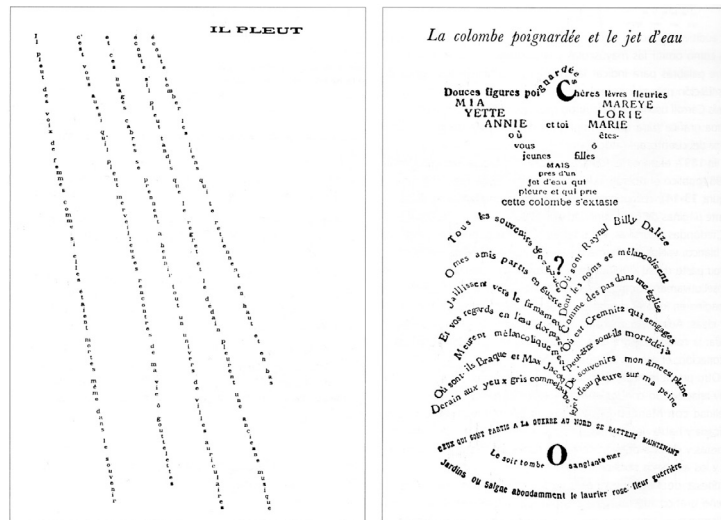 IL PLEUT
Il pleut des voix de femmes comme si elles étaient mortes même dans le souvenir
c'est vous aussi qu'il pleut merveilleuses rencontres de ma vie ô gouttelettes
et ces nuages cabrés se prennent à hennir tout un univers de villes auriculaires
écoute s'il pleut tandis que le regret et le dédain pleurent une ancienne musique
écoute tomber les liens qui te retiennent en haut et en bas
La colombe poignardée et le jet d'eau
Douces figures poignardées Chères lèvres fleuries
MIA MAREYE
YETTE LORIE
ANNIE et toi MARIE
où êtes-
vous ô
jeunes filles
MAIS
près d'un
jet d'eau qui
pleure et qui prie
cette colombe s'extasie
Tous les souvenirs de naguère
O mes amis partis en guerre
Jaillissent vers le firmament
Et vos regards en l'eau dormant
Meurent mélancoliquement
Où sont-ils Braque et Max Jacob
Derain aux yeux gris comme l'aube
?
Où sont Raynal Billy Dalize
Dont les noms se mélancolisent
Comme des pas dans une église
Où est Cremnitz qui s'engagea
Peut-être sont-ils morts déjà
De souvenirs mon âme est pleine
Le jet d'eau pleure sur ma peine
CEUX QUI SONT PARTIS A LA GUERRE AU NORD SE BATTENT MAINTENANT
Le soir tombe O sanglante mer
Jardins où saigne abondamment le laurier rose fleur guerrière